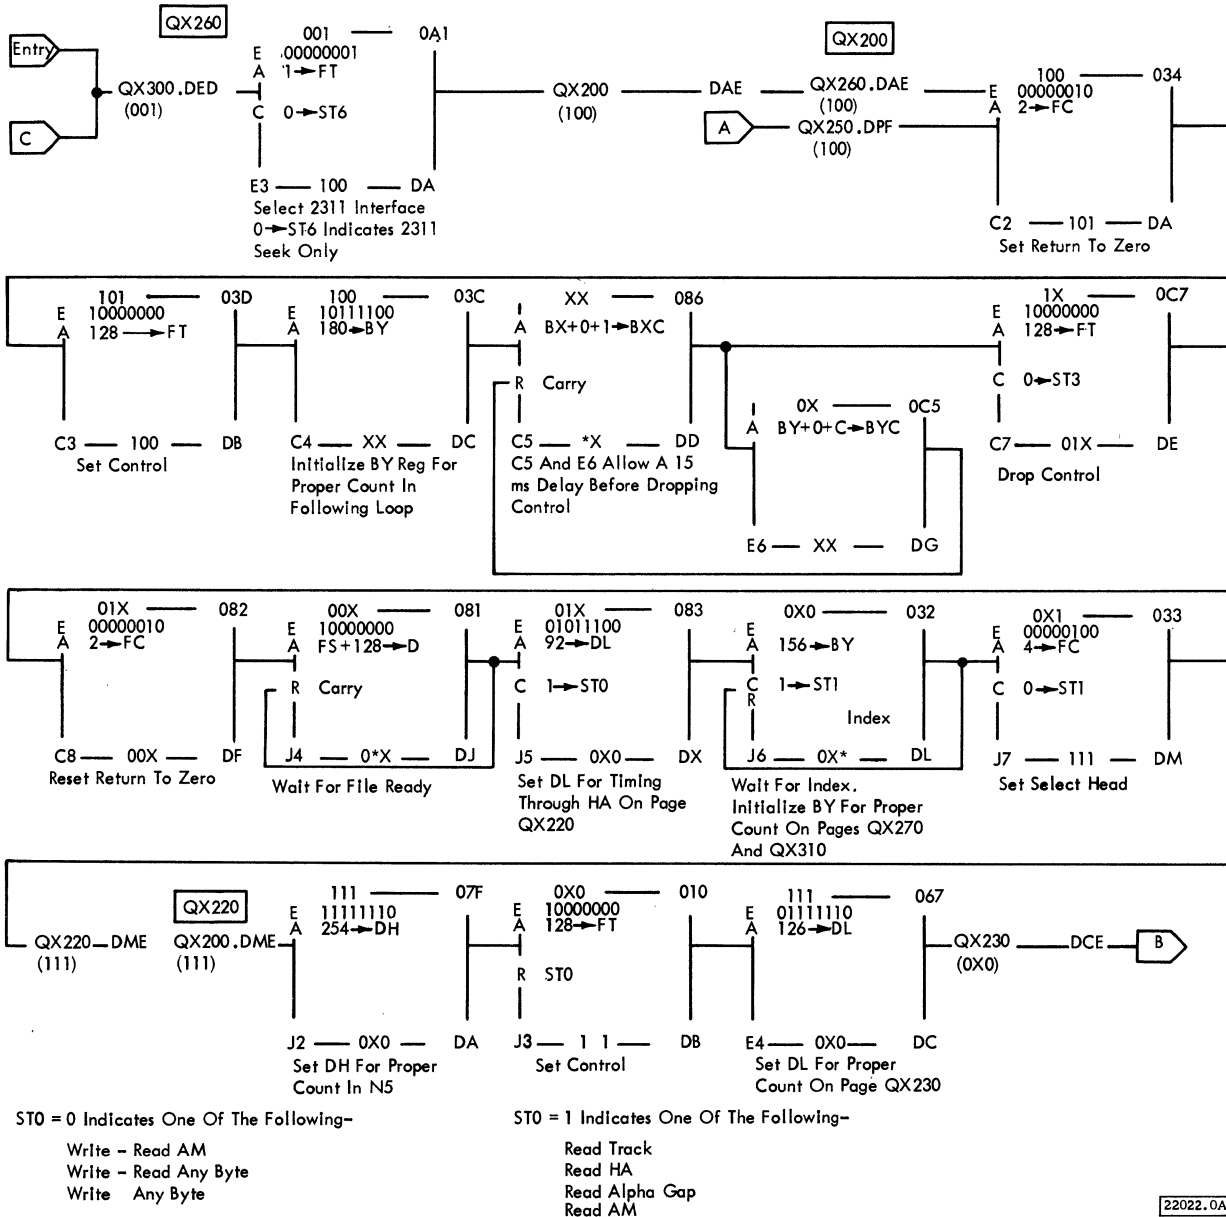 QX260
Entry
C
QX300.DED
(001)
001 0A1
E 00000001
A 1→FT
C 0→ST6
E3 100 DA
Select 2311 Interface
0→ST6 Indicates 2311
Seek Only
QX200
(100)
DAE
QX260.DAE
(100)
A
QX250.DPF
(100)
QX200
100 034
E 00000010
A 2→FC
C2 101 DA
Set Return To Zero
101 03D
E 10000000
A 128→FT
C3 100 DB
Set Control
100 03C
E 10111100
A 180→BY
C4 XX DC
Initialize BY Reg For
Proper Count In
Following Loop
XX 086
A BX+0+1→BXC
R Carry
C5 *X DD
C5 And E6 Allow A 15
ms Delay Before Dropping
Control
0X 0C5
A BY+0+C→BYC
E6 XX DG
1X 0C7
E 10000000
A 128→FT
C 0→ST3
C7 01X DE
Drop Control
01X 082
E 00000010
A 2→FC
C8 00X DF
Reset Return To Zero
00X 081
E 10000000
A FS+128→D
R Carry
J4 0*X DJ
Wait For File Ready
01X 083
E 01011100
A 92→DL
C 1→ST0
J5 0X0 DX
Set DL For Timing
Through HA On Page
QX220
0X0 032
E
A 156→BY
C 1→ST1
R
Index
J6 0X* DL
Wait For Index.
Initialize BY For Proper
Count On Pages QX270
And QX310
0X1 033
E 00000100
A 4→FC
C 0→ST1
J7 111 DM
Set Select Head
QX220 DME
(111)
QX220
QX200.DME
(111)
111 07F
E 11111110
A 254→DH
J2 0X0 DA
Set DH For Proper
Count In N5
0X0 010
E 10000000
A 128→FT
R ST0
J3 1 1 DB
Set Control
111 067
E 01111110
A 126→DL
E4 0X0 DC
Set DL For Proper
Count On Page QX230
QX230
(0X0)
DCE
B
ST0 = 0 Indicates One Of The Following-
Write - Read AM
Write - Read Any Byte
Write Any Byte
ST0 = 1 Indicates One Of The Following-
Read Track
Read HA
Read Alpha Gap
Read AM
22022.0A